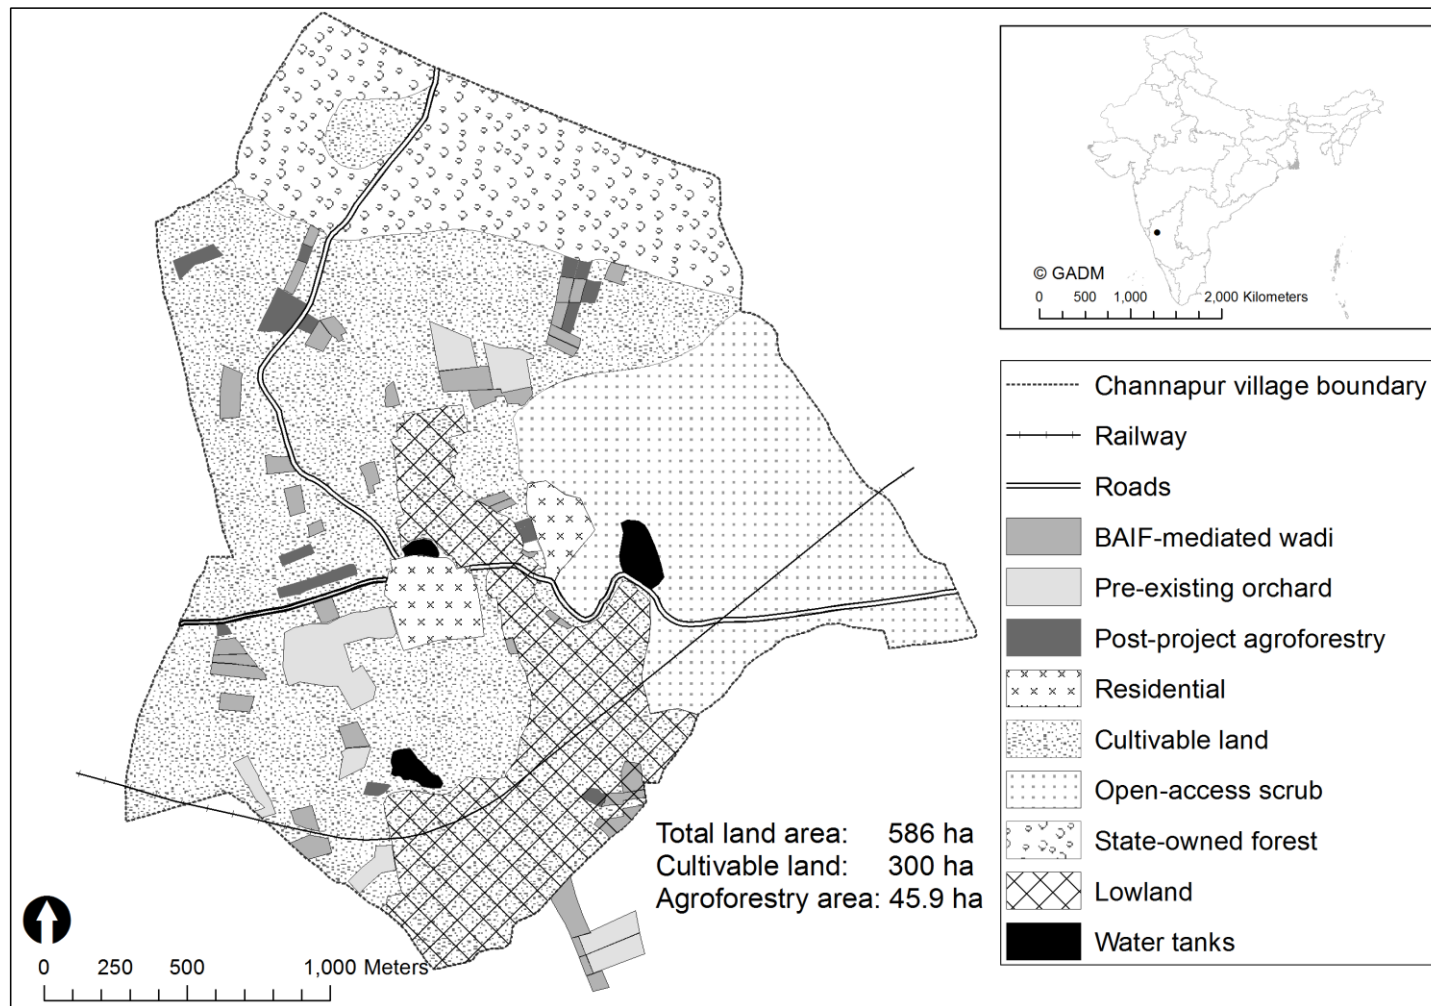 © GADM
0 500 1,000 2,000 Kilometers
Channapur village boundary
Railway
Roads
BAIF-mediated wadi
Pre-existing orchard
Post-project agroforestry
Residential
Cultivable land
Open-access scrub
State-owned forest
Lowland
Water tanks
Total land area: 586 ha
Cultivable land: 300 ha
Agroforestry area: 45.9 ha
0 250 500 1,000 Meters